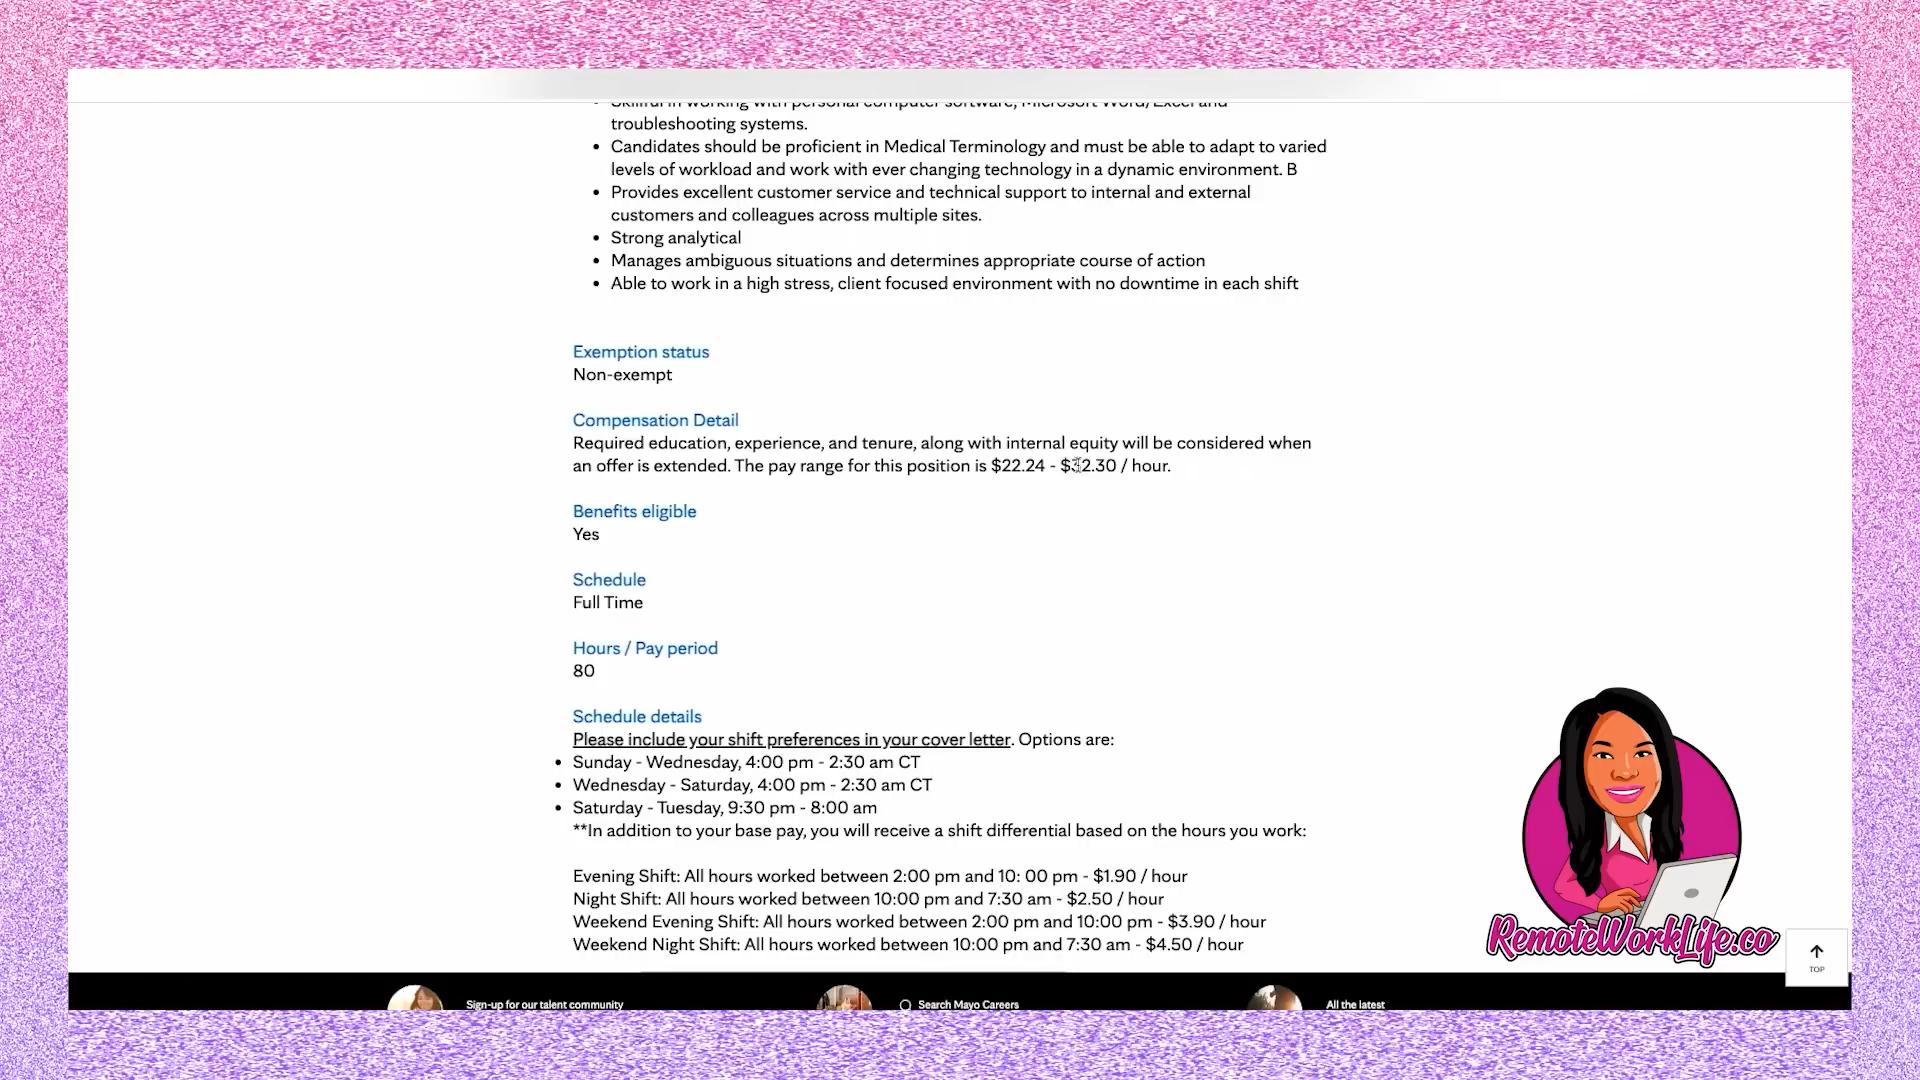 Skillful in working with personal computer software, Microsoft Word/Excel and
troubleshooting systems.
Candidates should be proficient in Medical Terminology and must be able to adapt to varied
levels of workload and work with ever changing technology in a dynamic environment. B
Provides excellent customer service and technical support to internal and external
customers and colleagues across multiple sites.
Strong analytical
Manages ambiguous situations and determines appropriate course of action
Able to work in a high stress, client focused environment with no downtime in each shift
Exemption status
Non-exempt
Compensation Detail
Required education, experience, and tenure, along with internal equity will be considered when
an offer is extended. The pay range for this position is $22.24 - $32.30 / hour.
Benefits eligible
Yes
Schedule
Full Time
Hours / Pay period
80
Schedule details
Please include your shift preferences in your cover letter. Options are:
Sunday - Wednesday, 4:00 pm - 2:30 am CT
Wednesday - Saturday, 4:00 pm - 2:30 am CT
Saturday - Tuesday, 9:30 pm - 8:00 am
**In addition to your base pay, you will receive a shift differential based on the hours you work:
Evening Shift: All hours worked between 2:00 pm and 10: 00 pm - $1.90 / hour
Night Shift: All hours worked between 10:00 pm and 7:30 am - $2.50 / hour
Weekend Evening Shift: All hours worked between 2:00 pm and 10:00 pm - $3.90 / hour
Weekend Night Shift: All hours worked between 10:00 pm and 7:30 am - $4.50 / hour
RemoteWorkLife.co
TOP
Sign-up for our talent community
Search Mayo Careers
All the latest